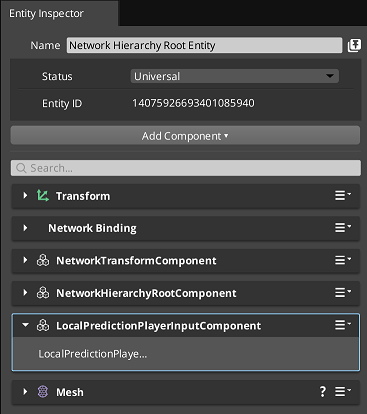 Entity Inspector
Name Network Hierarchy Root Entity
Status Universal
Entity ID 14075926693401085940
Add Component
Search...
Transform
Network Binding
NetworkTransformComponent
NetworkHierarchyRootComponent
LocalPredictionPlayerInputComponent
LocalPredictionPlaye...
Mesh ?